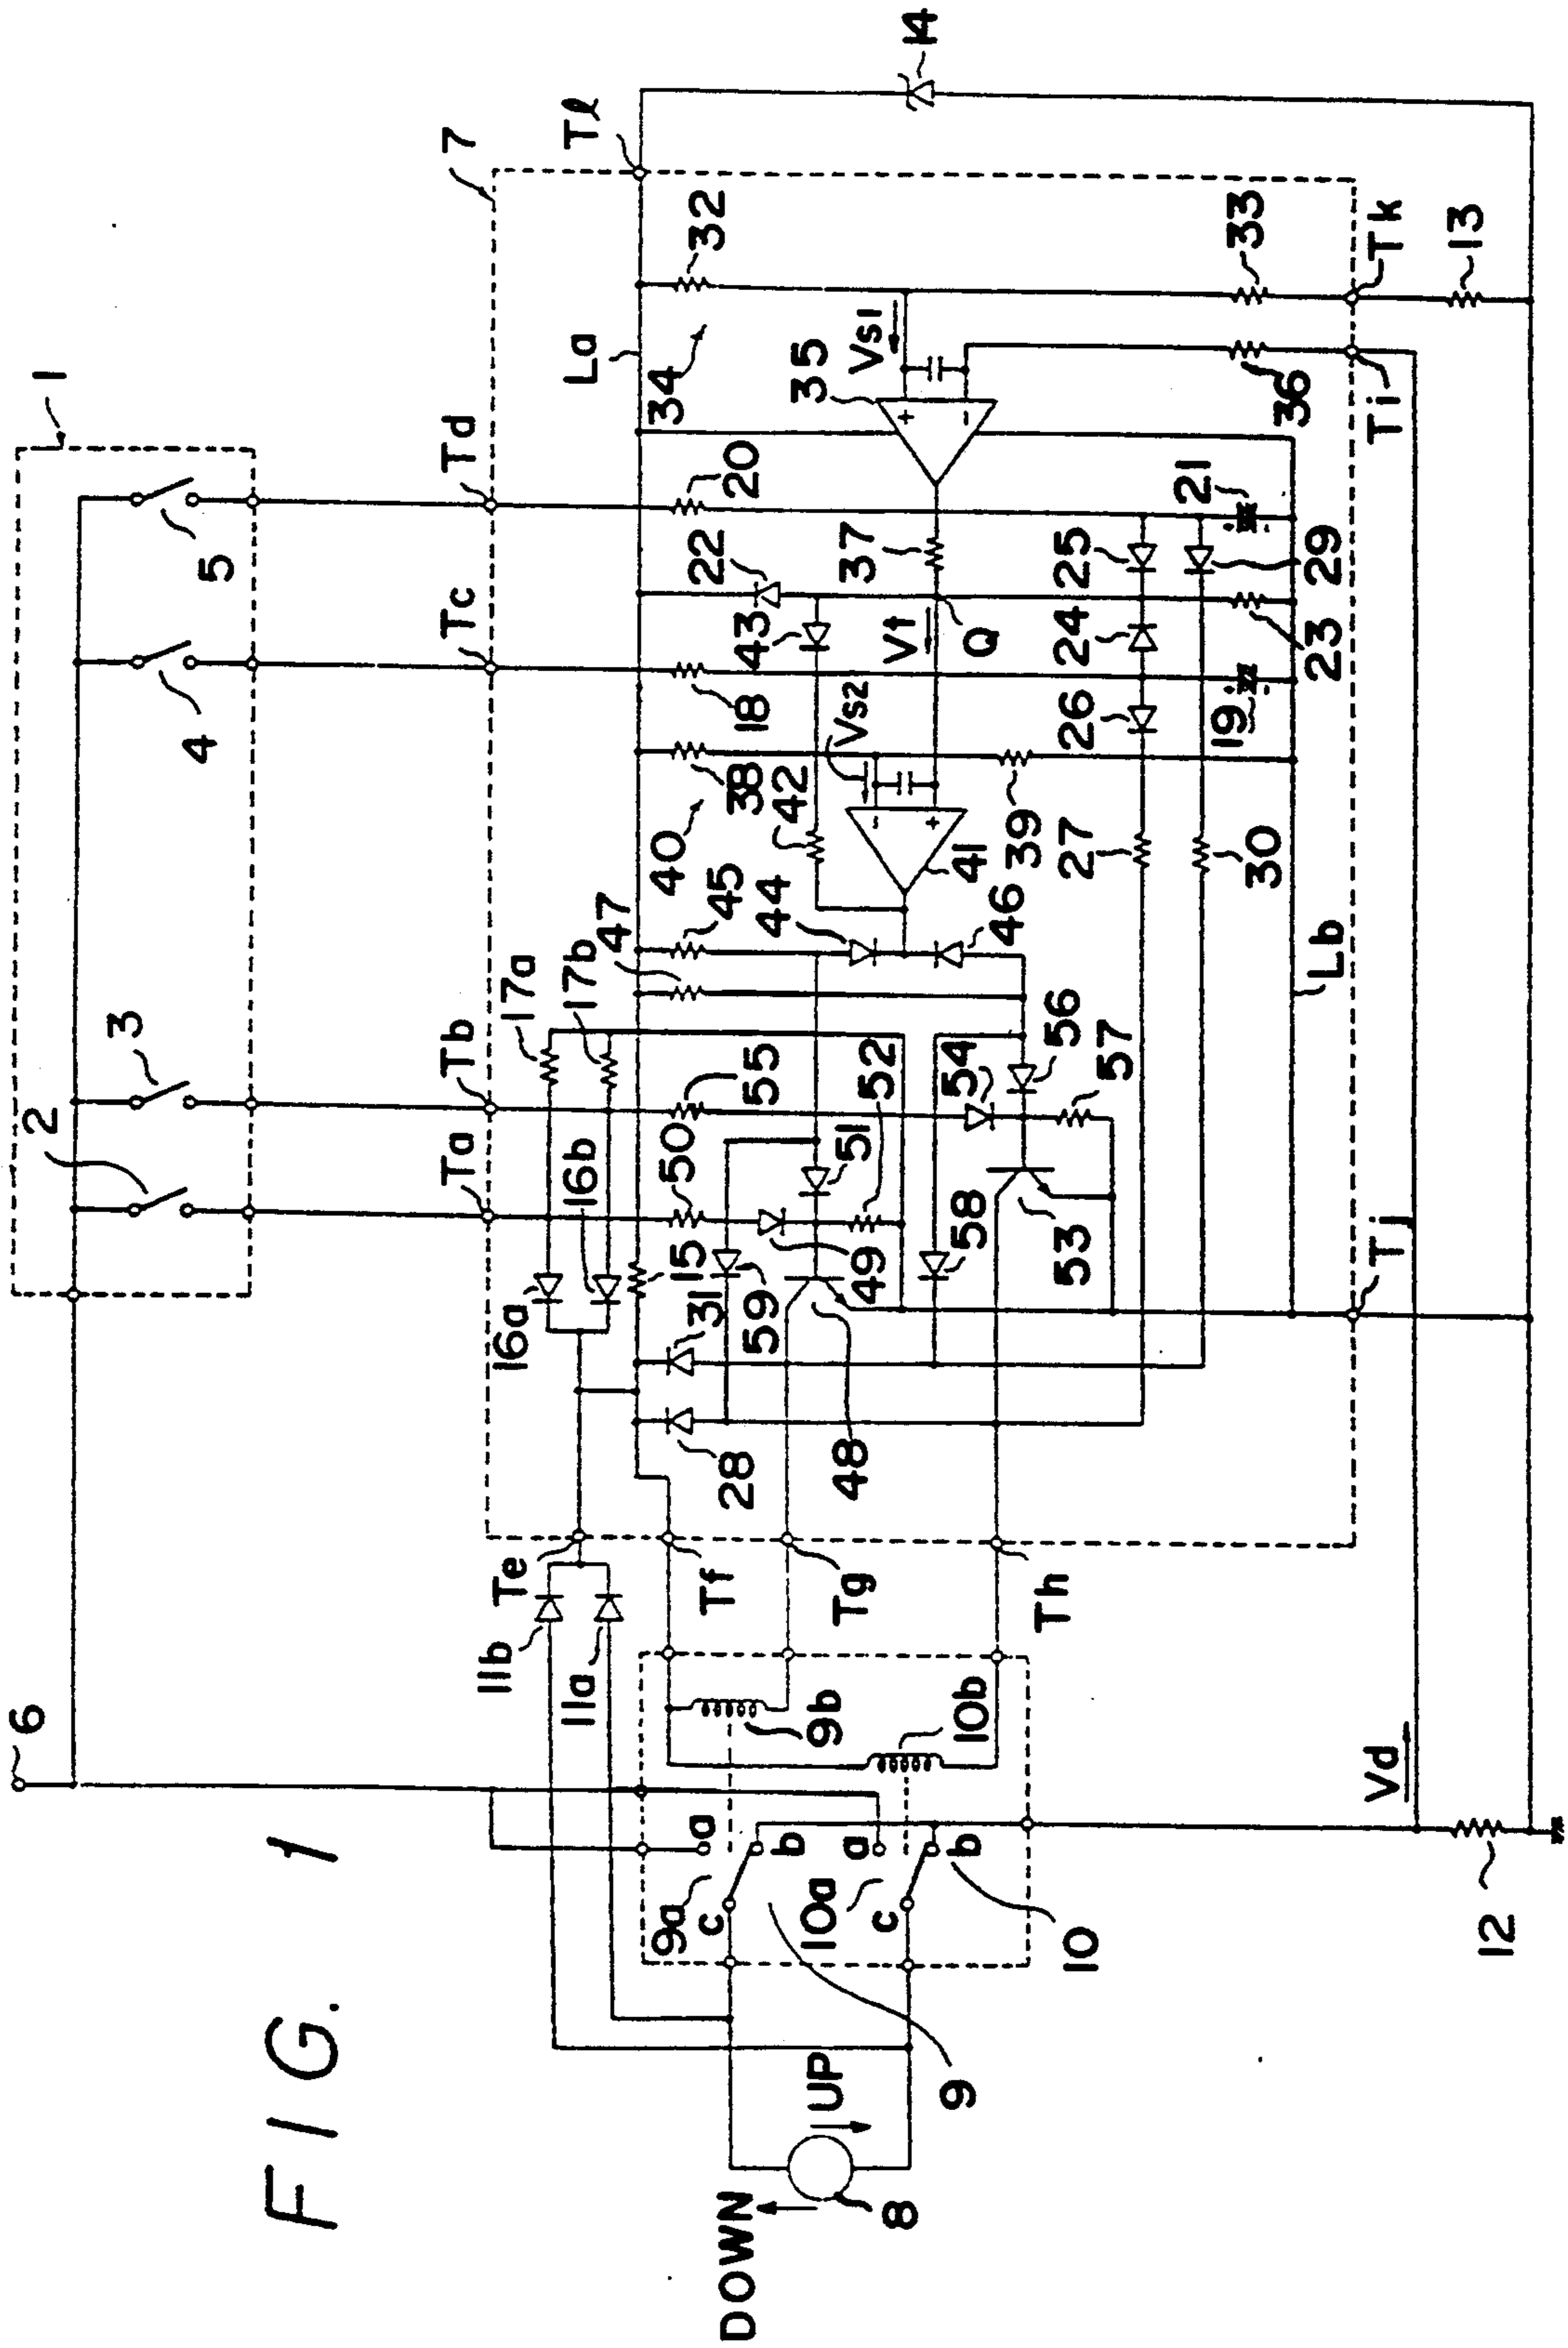 FIG. 1
6
1
2
3
4
5
Ta
Tb
Tc
Td
7
Tl
14
17a
17b
47
La
16a
16b
15
50
55
45
40
38
18
22
20
34
32
11b
11a
Te
Tf
Tg
Th
28
31
59
51
49
52
48
44
42
43
Vs2
Vt
Q
37
35
Vs1
+
-
-
+
41
46
39
54
56
57
58
53
27
26
24
25
30
19
21
29
23
36
33
Tk
13
Ti
Tj
Lb
9b
10b
9a
a
b
c
10a
a
b
c
10
9
DOWN
UP
8
Vd
12